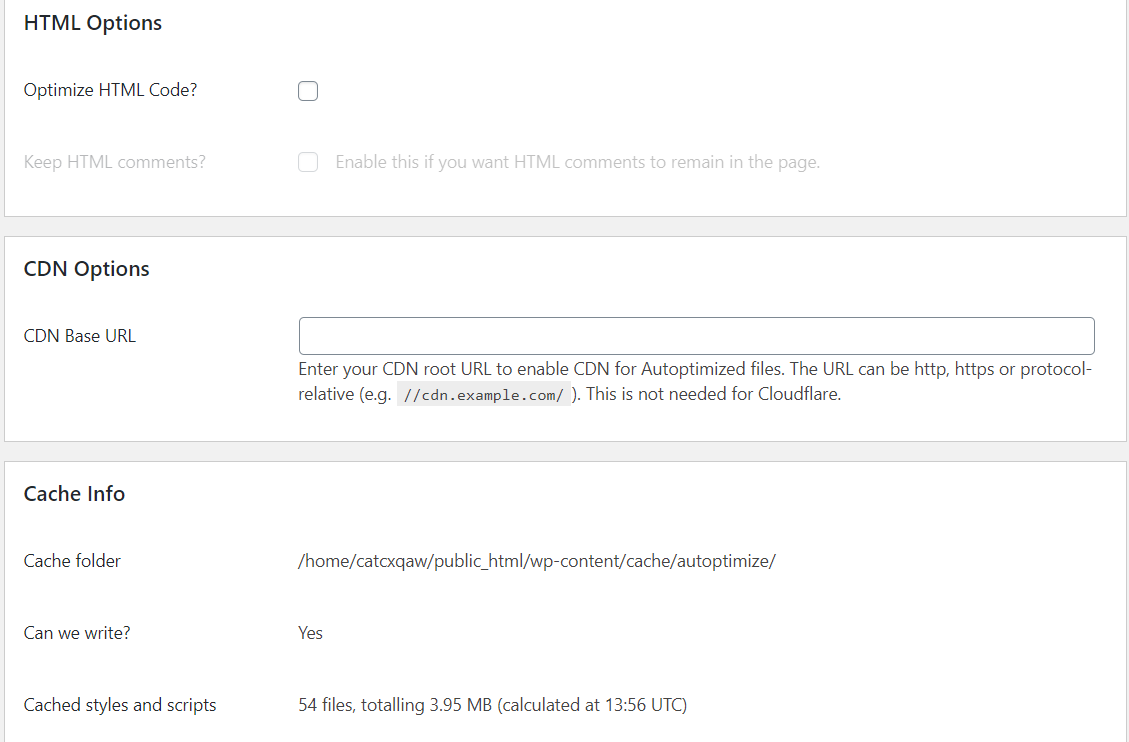 HTML Options
Optimize HTML Code?
Keep HTML comments? Enable this if you want HTML comments to remain in the page.
CDN Options
CDN Base URL
Enter your CDN root URL to enable CDN for Autoptimized files. The URL can be http, https or protocol-
relative (e.g. //cdn.example.com/ ). This is not needed for Cloudflare.
Cache Info
Cache folder /home/catcxqaw/public_html/wp-content/cache/autoptimize/
Can we write? Yes
Cached styles and scripts 54 files, totalling 3.95 MB (calculated at 13:56 UTC)